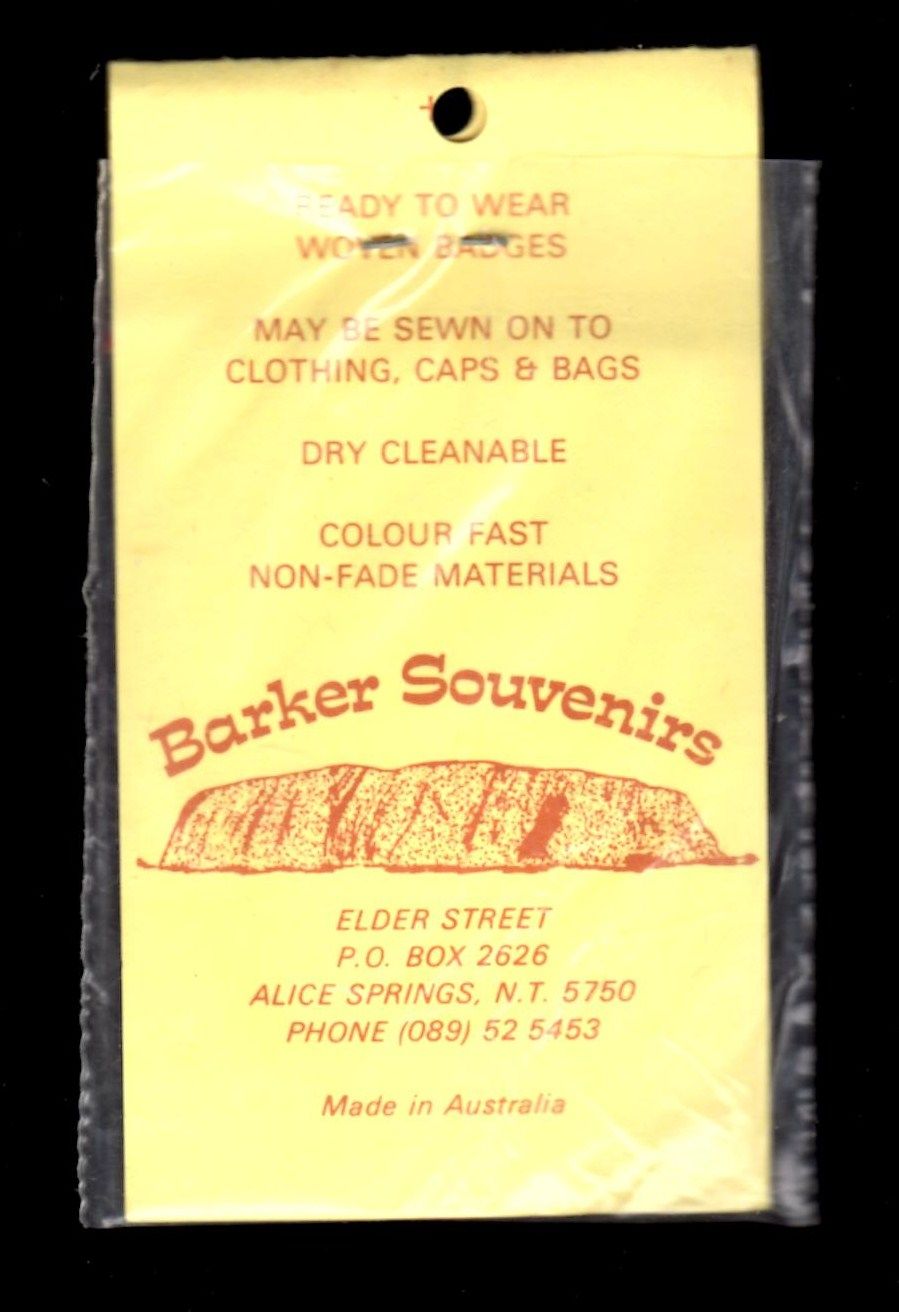 READY TO WEAR
WOVEN BADGES
MAY BE SEWN ON TO
CLOTHING, CAPS & BAGS
DRY CLEANABLE
COLOUR FAST
NON-FADE MATERIALS
Barker Souvenirs
ELDER STREET
P.O. BOX 2626
ALICE SPRINGS, N.T. 5750
PHONE (089) 52 5453
Made in Australia